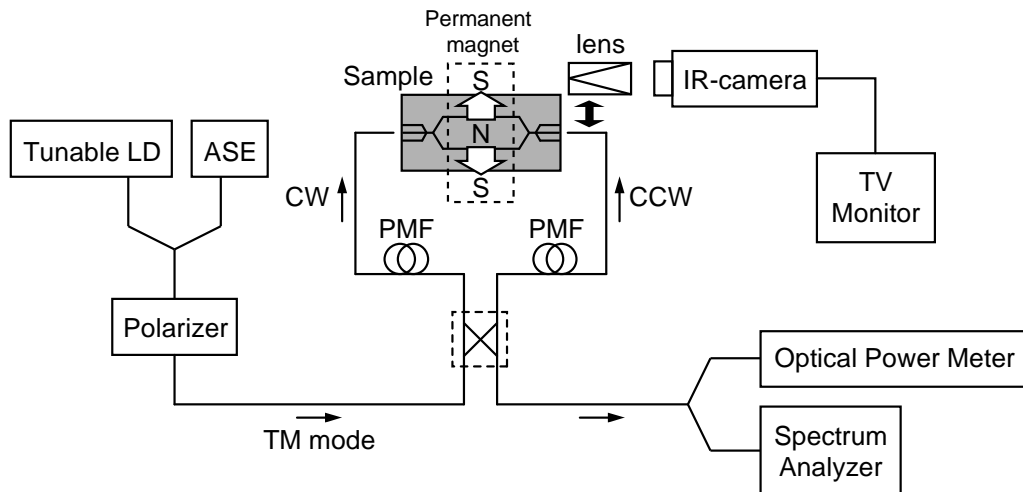 Permanent
magnet
lens
Sample
S
IR-camera
N
Tunable LD
ASE
S
TV
Monitor
CW
CCW
PMF
PMF
Polarizer
Optical Power Meter
TM mode
Spectrum
Analyzer